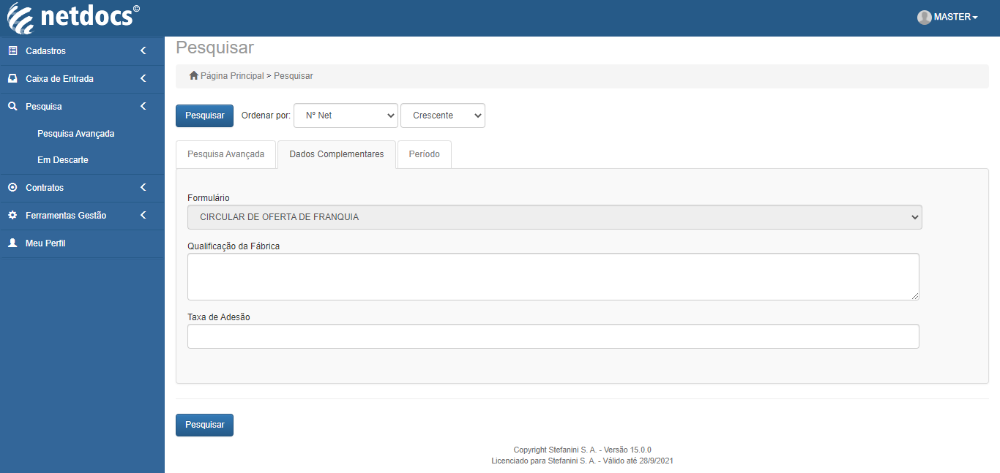 netdocs©
MASTER
Cadastros
Caixa de Entrada
Pesquisa
Pesquisa Avançada
Em Descarte
Contratos
Ferramentas Gestão
Meu Perfil
Pesquisar
Página Principal > Pesquisar
Pesquisar Ordenar por: Nº Net Crescente
Pesquisa Avançada Dados Complementares Período
Formulário
CIRCULAR DE OFERTA DE FRANQUIA
Qualificação da Fábrica
Taxa de Adesão
Pesquisar
Copyright Stefanini S. A. - Versão 15.0.0
Licenciado para Stefanini S. A. - Válido até 28/9/2021